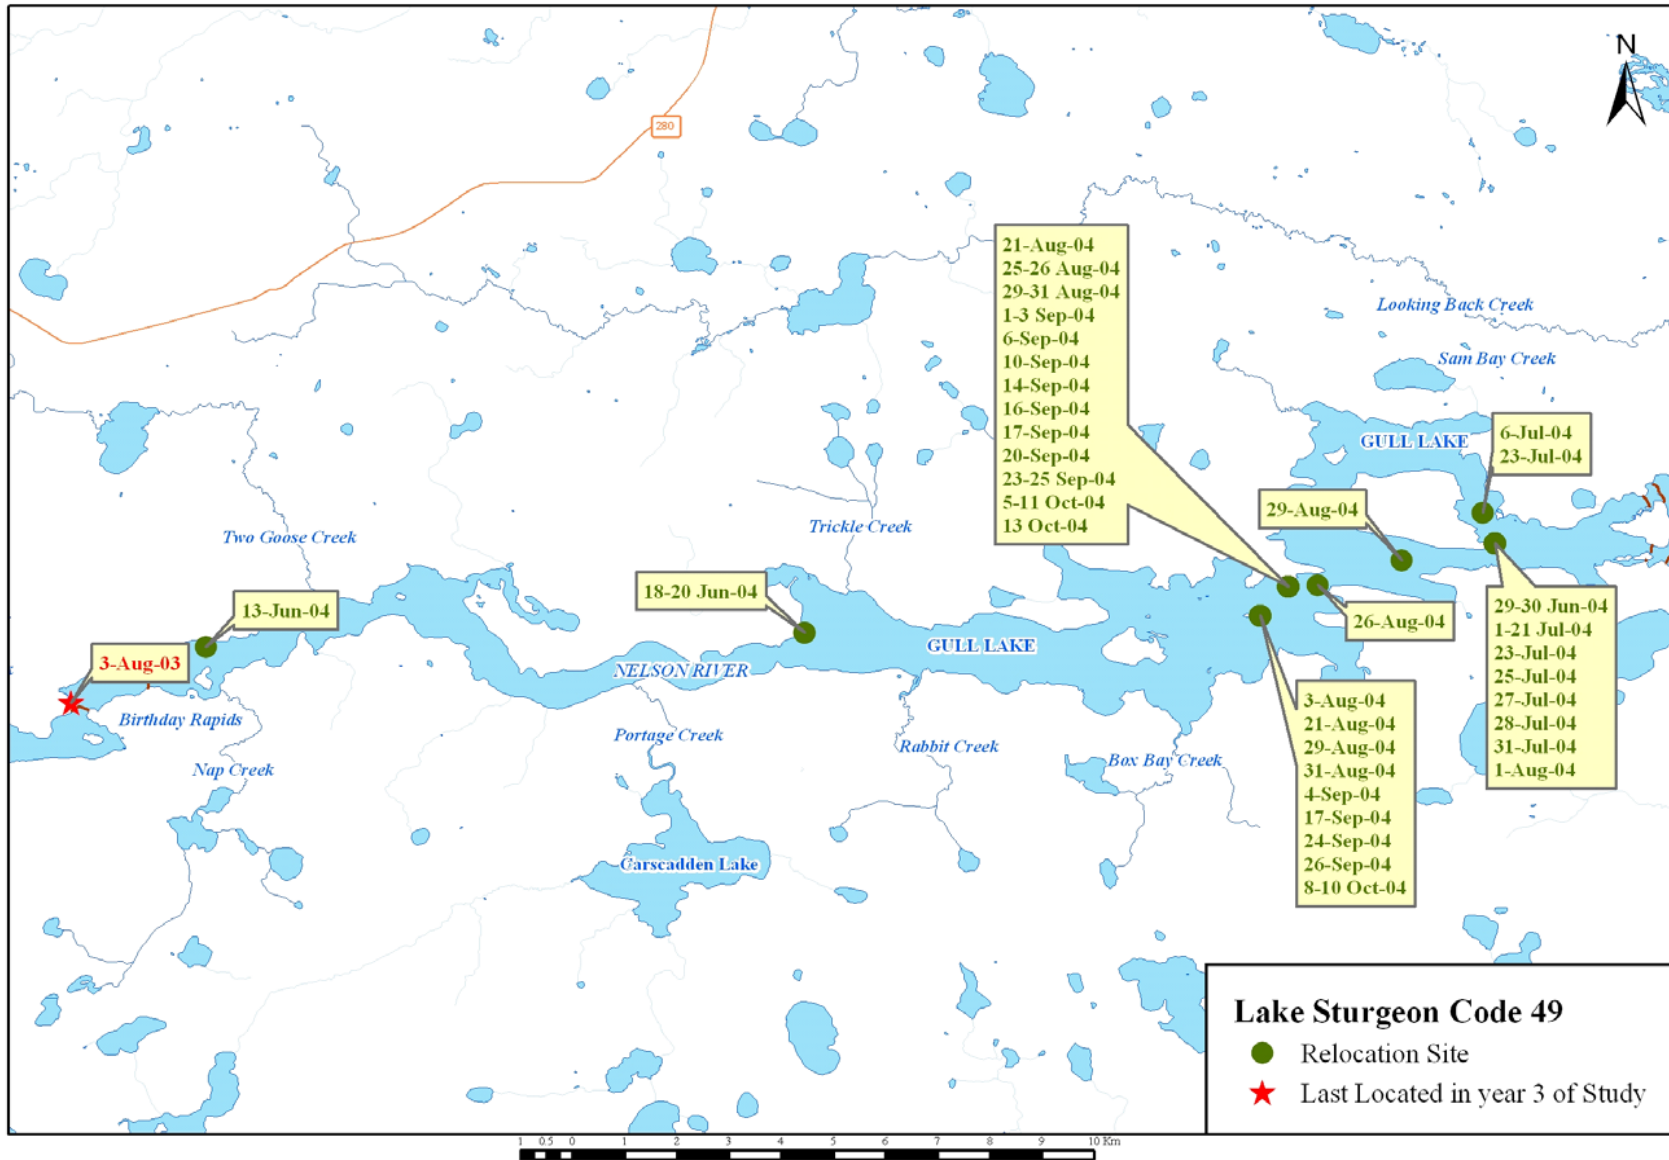 N
280
21-Aug-04
25-26 Aug-04
29-31 Aug-04
1-3 Sep-04
6-Sep-04
10-Sep-04
14-Sep-04
16-Sep-04
17-Sep-04
20-Sep-04
23-25 Sep-04
5-11 Oct-04
13 Oct-04
Looking Back Creek
Sam Bay Creek
GULL LAKE
6-Jul-04
23-Jul-04
29-Aug-04
Two Goose Creek
Trickle Creek
13-Jun-04
18-20 Jun-04
26-Aug-04
29-30 Jun-04
1-21 Jul-04
23-Jul-04
25-Jul-04
27-Jul-04
28-Jul-04
31-Jul-04
1-Aug-04
3-Aug-03
GULL LAKE
NELSON RIVER
Birthday Rapids
Nap Creek
Portage Creek
Rabbit Creek
Box Bay Creek
3-Aug-04
21-Aug-04
29-Aug-04
31-Aug-04
4-Sep-04
17-Sep-04
24-Sep-04
26-Sep-04
8-10 Oct-04
Carscadden Lake
Lake Sturgeon Code 49
Relocation Site
Last Located in year 3 of Study
1 0.5 0 1 2 3 4 5 6 7 8 9 10 Km